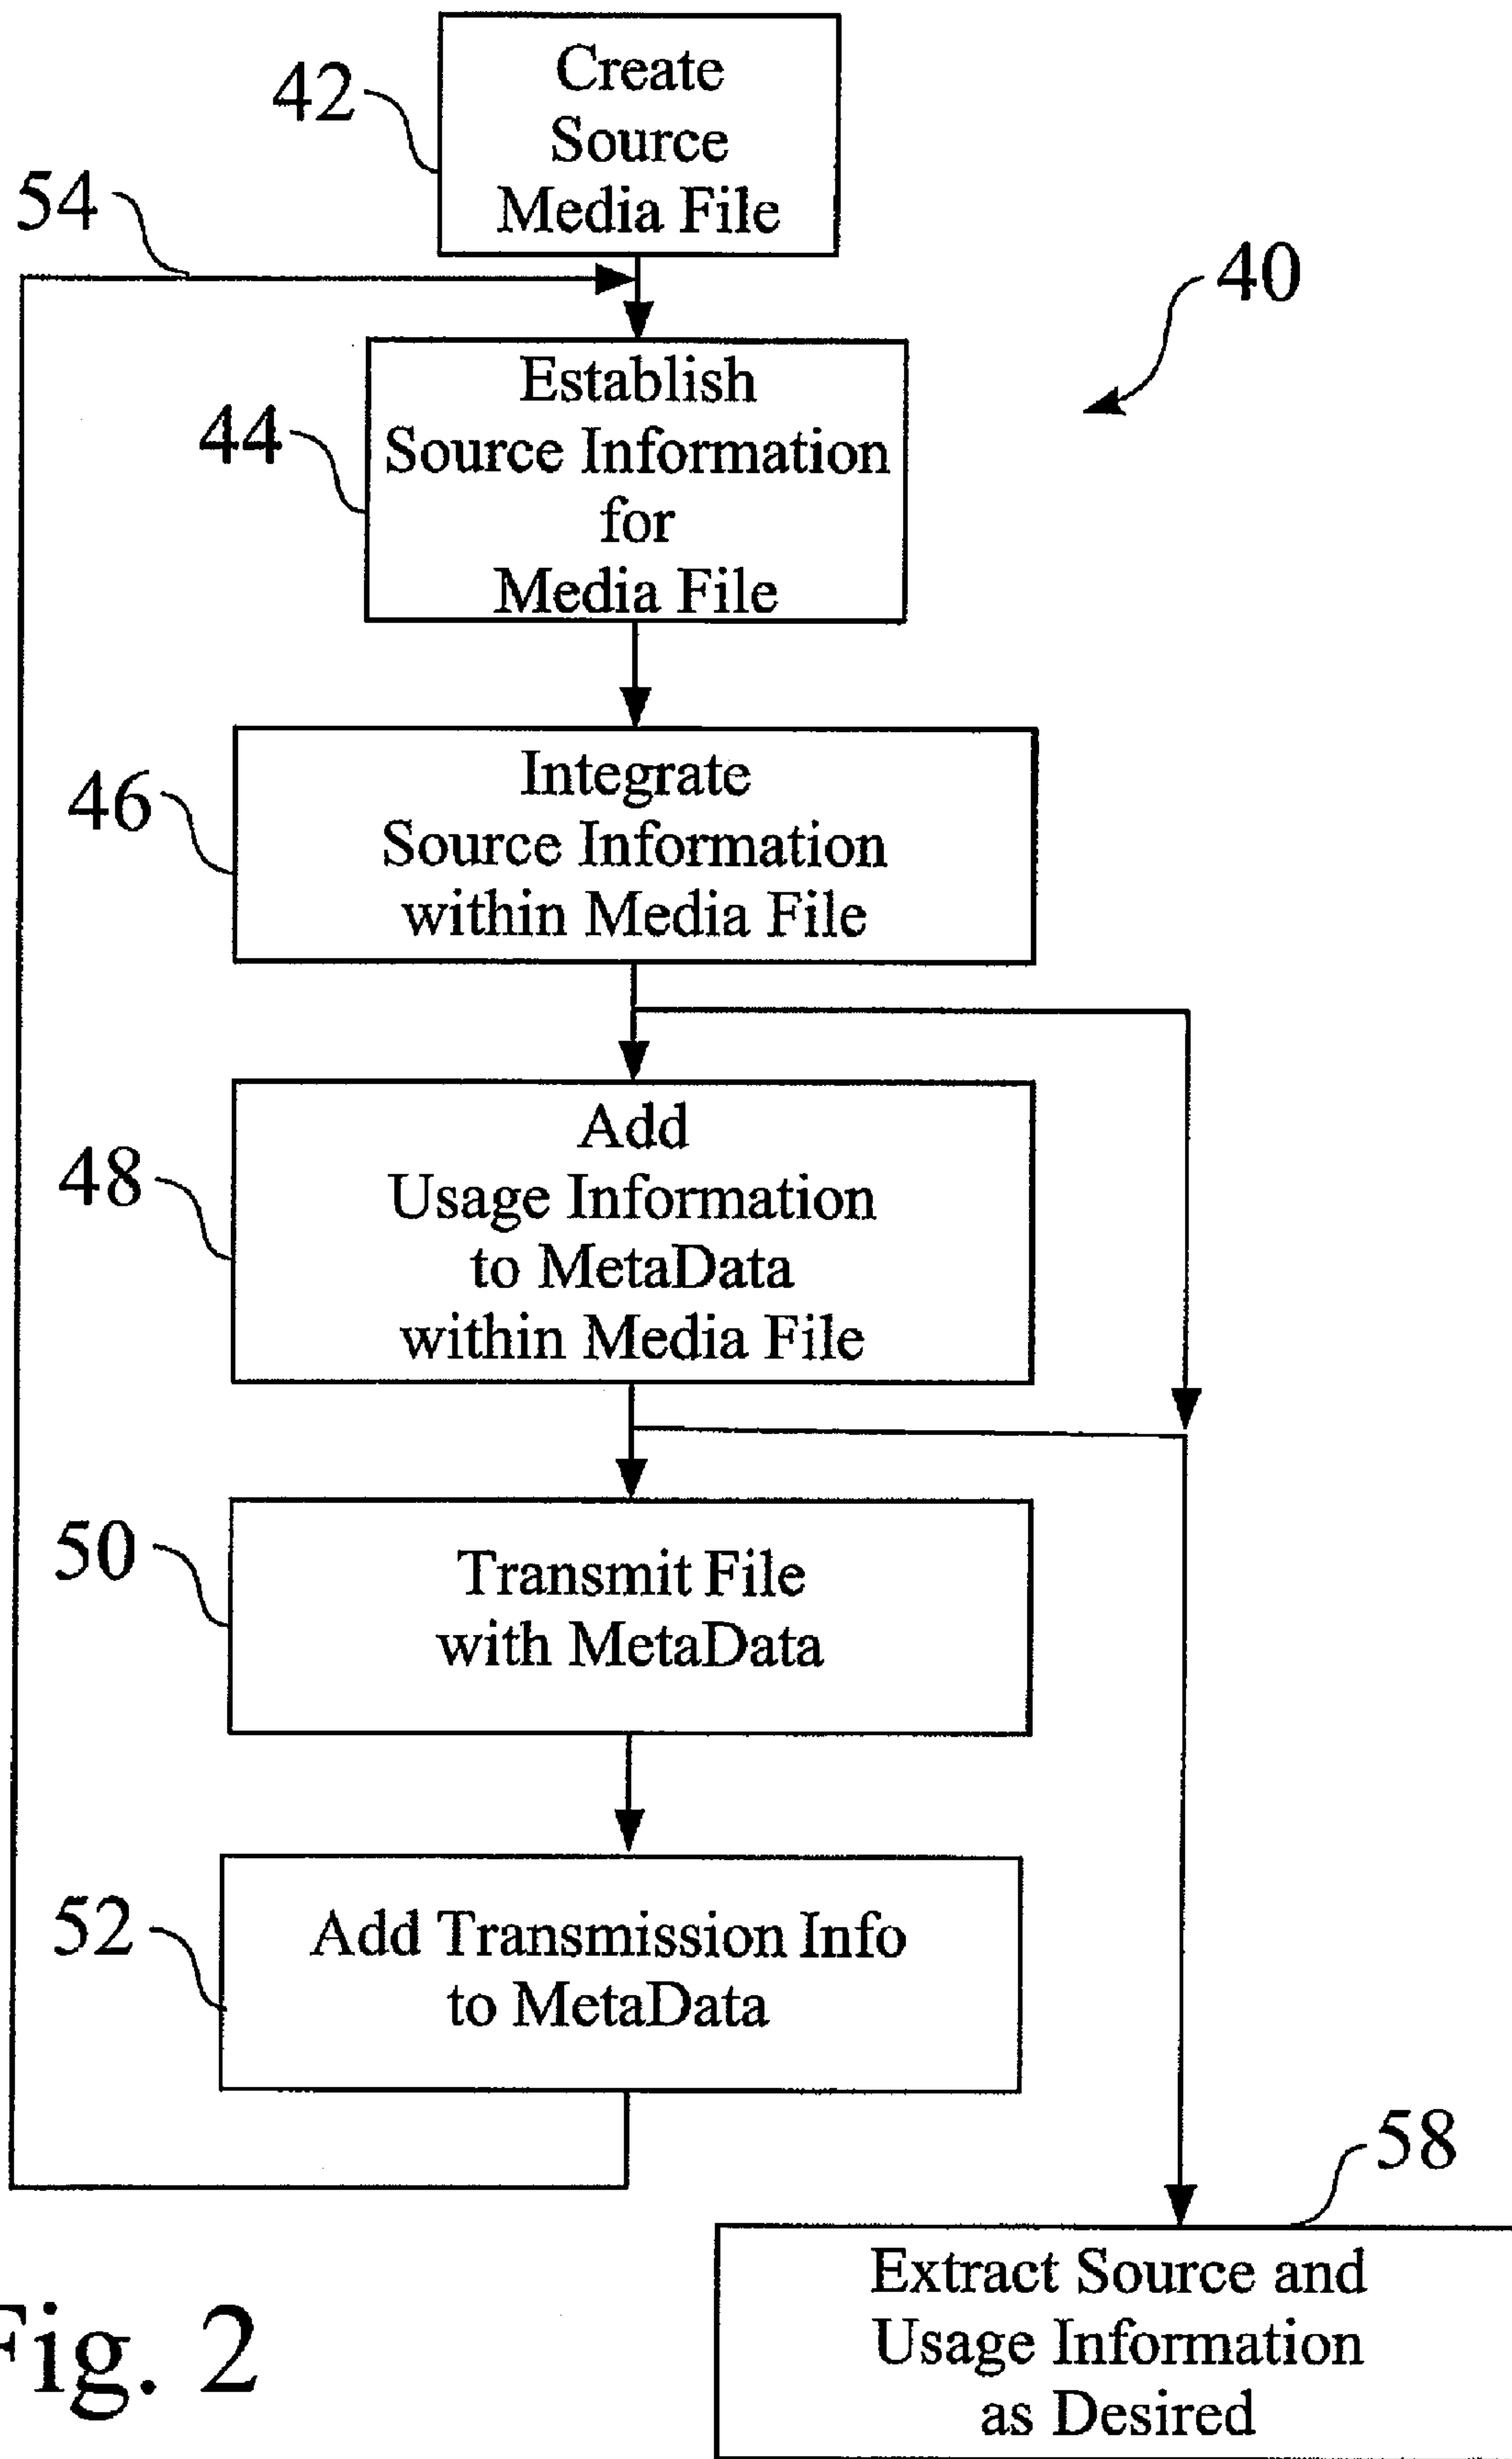 42
Create
Source
Media File
54
40
44
Establish
Source Information
for
Media File
46
Integrate
Source Information
within Media File
48
Add
Usage Information
to MetaData
within Media File
50
Transmit File
with MetaData
52
Add Transmission Info
to MetaData
58
Extract Source and
Usage Information
as Desired
Fig. 2